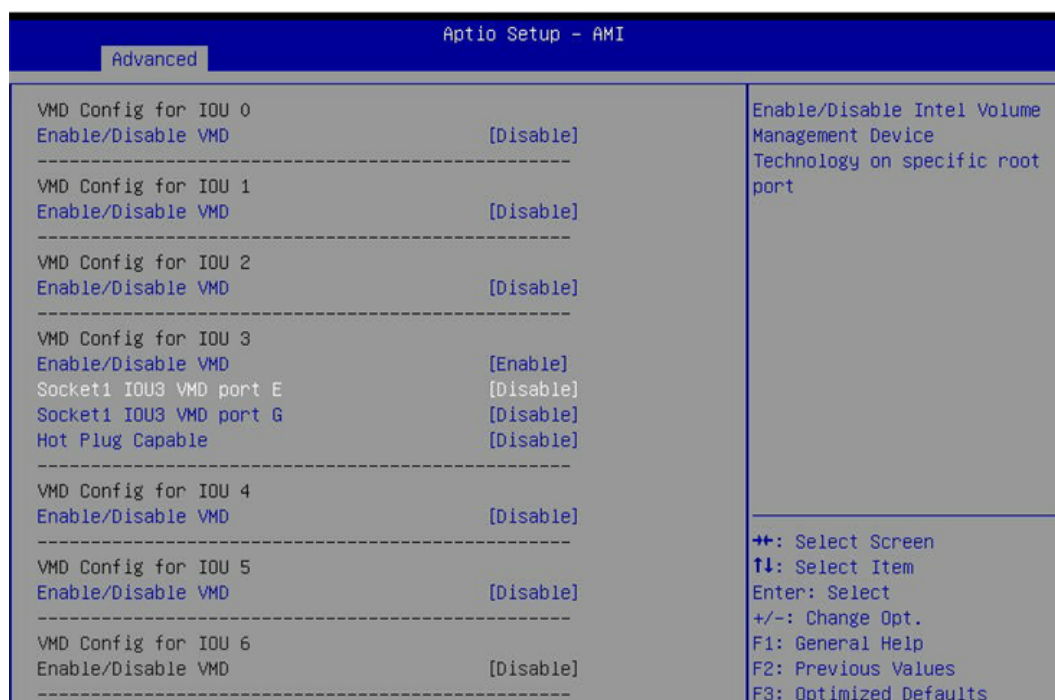 Aptio Setup - AMI
Advanced
VMD Config for IOU 0
Enable/Disable VMD [Disable]
------------------------------------------------------------
VMD Config for IOU 1
Enable/Disable VMD [Disable]
------------------------------------------------------------
VMD Config for IOU 2
Enable/Disable VMD [Disable]
------------------------------------------------------------
VMD Config for IOU 3
Enable/Disable VMD [Enable]
Socket1 IOU3 VMD port E [Disable]
Socket1 IOU3 VMD port G [Disable]
Hot Plug Capable [Disable]
------------------------------------------------------------
VMD Config for IOU 4
Enable/Disable VMD [Disable]
------------------------------------------------------------
VMD Config for IOU 5
Enable/Disable VMD [Disable]
------------------------------------------------------------
VMD Config for IOU 6
Enable/Disable VMD [Disable]
------------------------------------------------------------
Enable/Disable Intel Volume
Management Device
Technology on specific root
port
→←: Select Screen
↑↓: Select Item
Enter: Select
+/-: Change Opt.
F1: General Help
F2: Previous Values
F3: Optimized Defaults